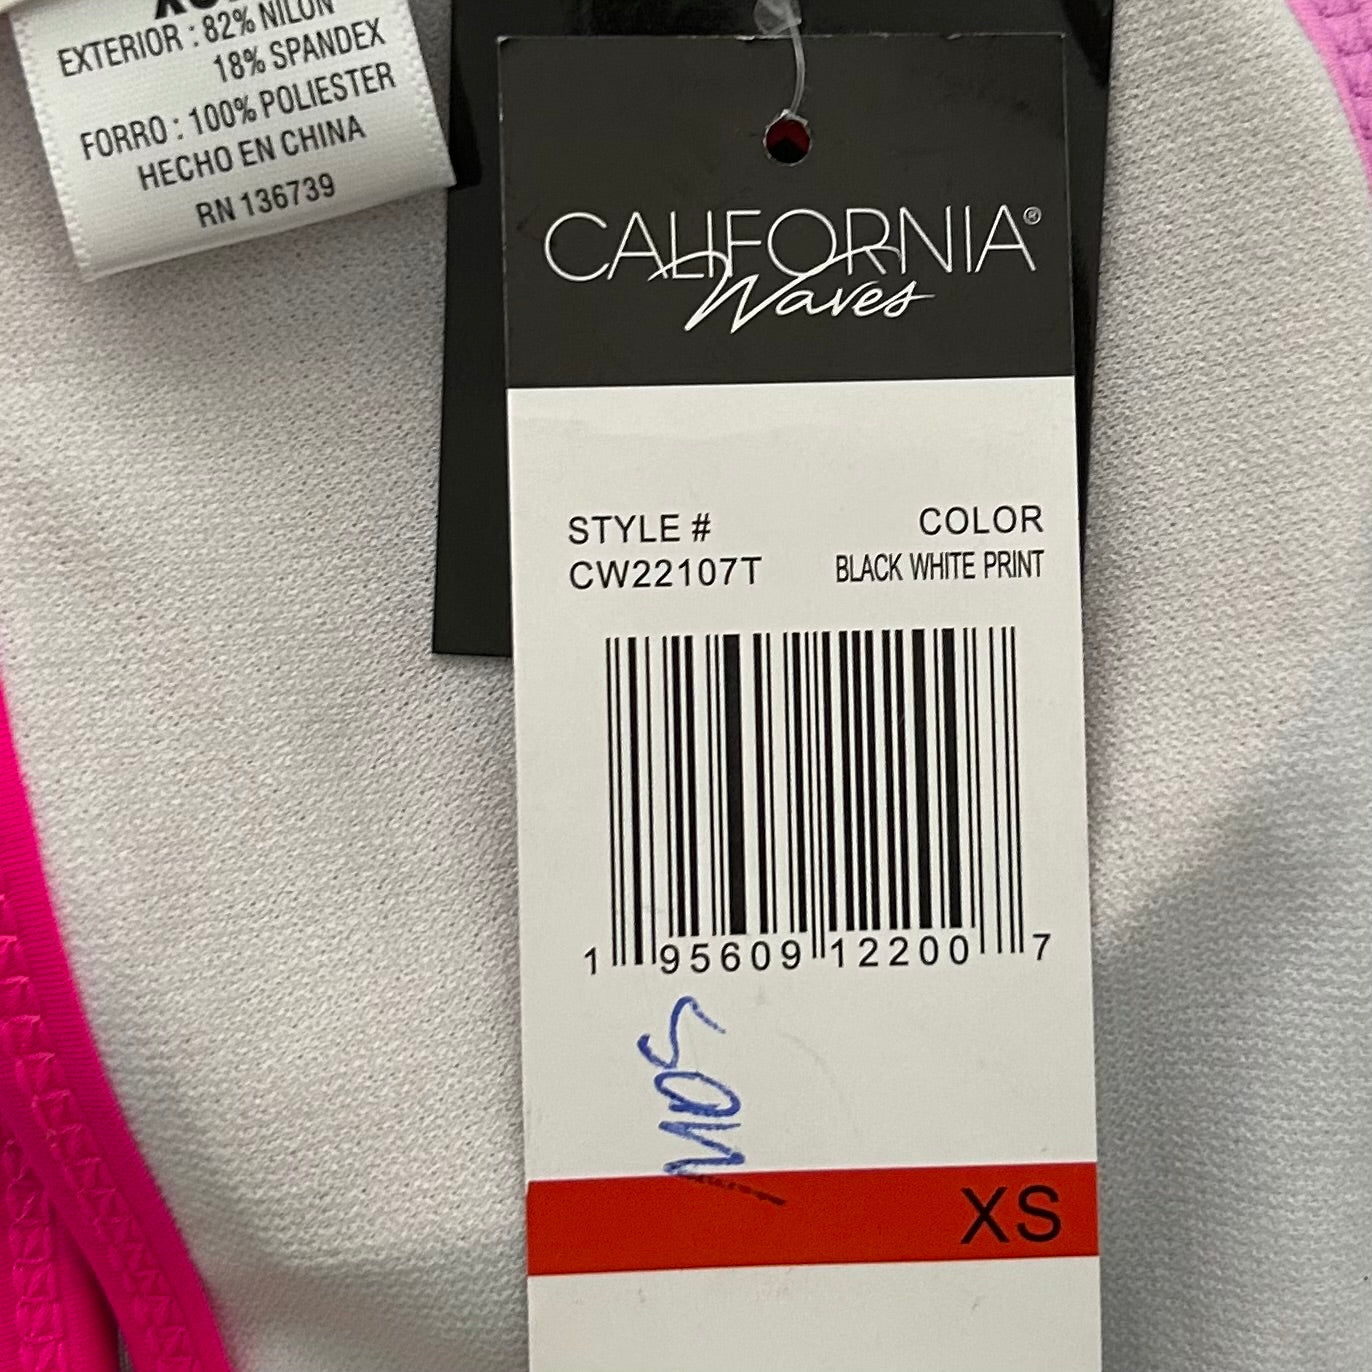 EXTERIOR : 82% NILON
18% SPANDEX
FORRO : 100% POLIESTER
HECHO EN CHINA
RN 136739
CALIFORNIA®
Waves
STYLE #
CW22107T
COLOR
BLACK WHITE PRINT
1 95609 12200 7
XS